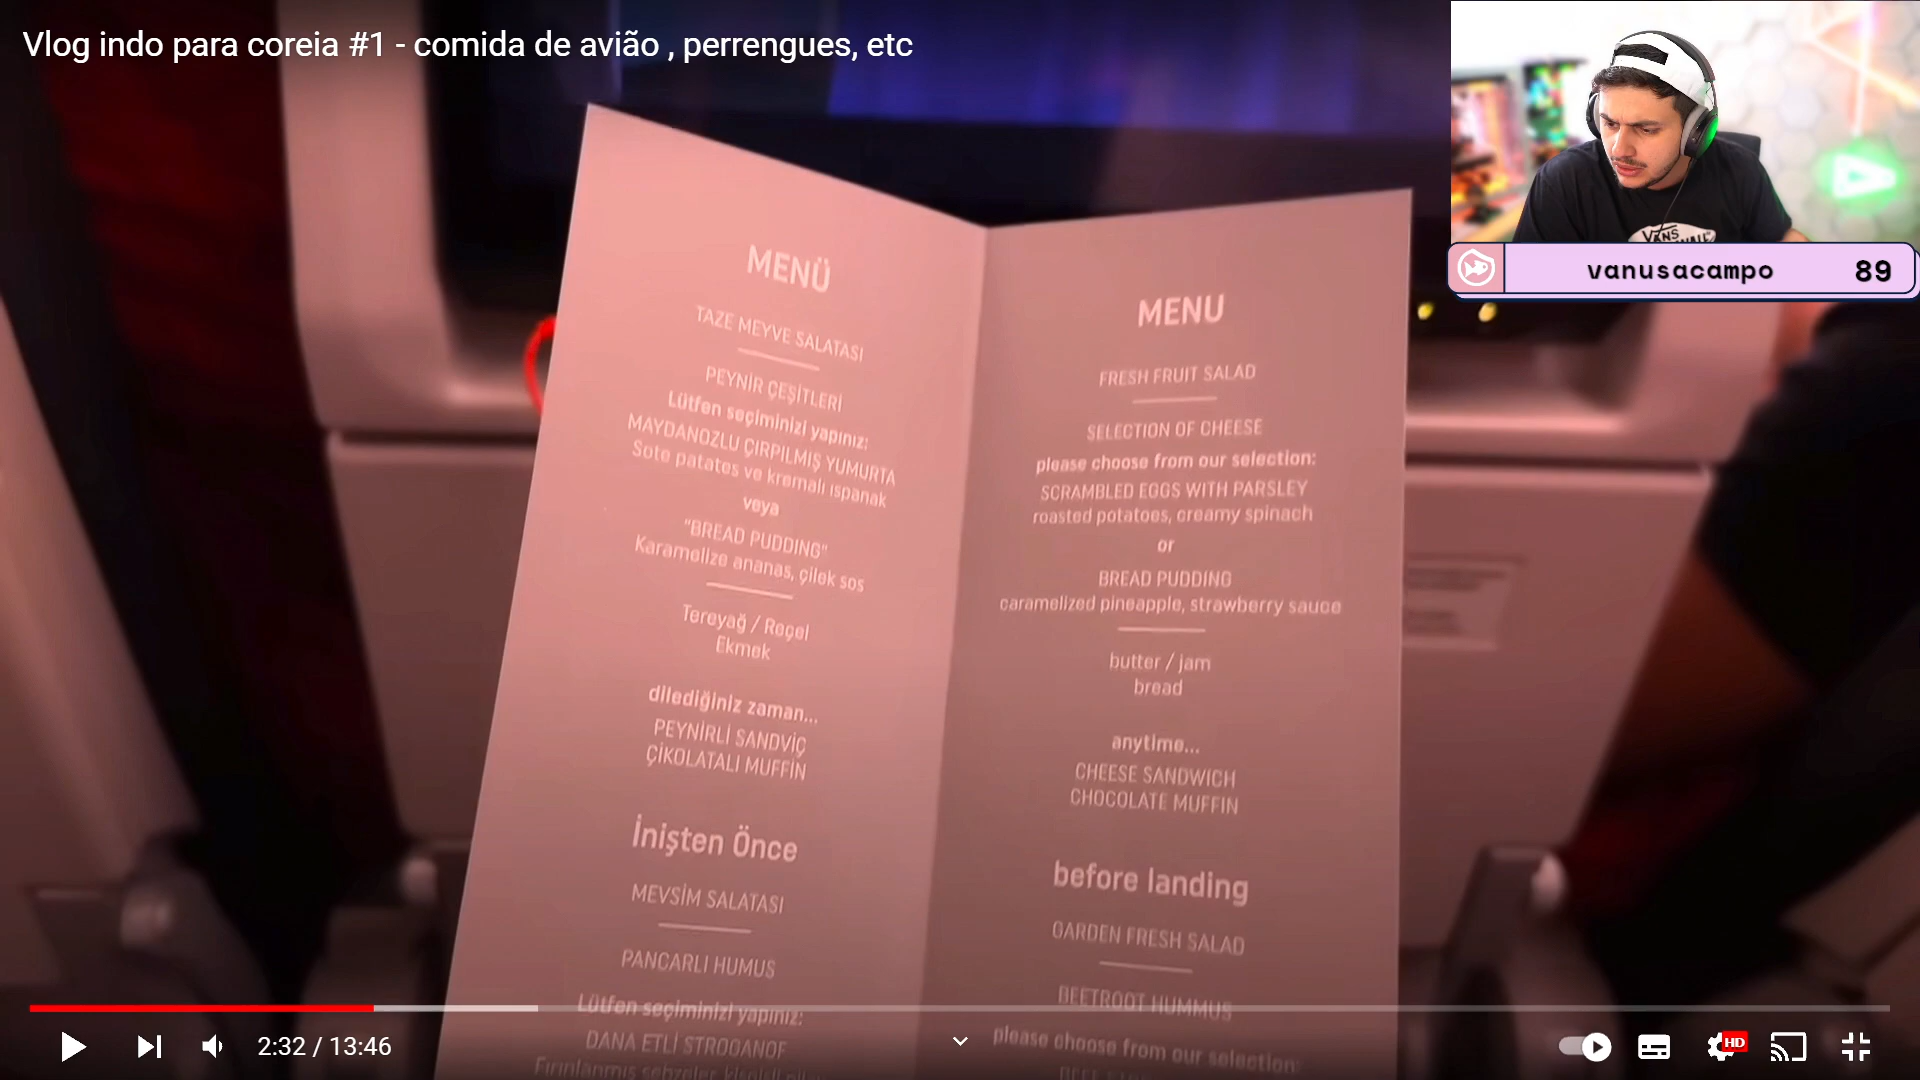 Vlog indo para coreia #1 - comida de avião , perrengues, etc
VANS
vanusacampo 89
MENÜ
TAZE MEYVE SALATASI
PEYNİR ÇEŞİTLERİ
Lütfen seçiminizi yapınız:
MAYDANOZLU ÇIRPILMIŞ YUMURTA
Sote patates ve kremalı ıspanak
veya
"BREAD PUDDING"
Karamelize ananas, çilek sos
Tereyağ / Reçel
Ekmek
dilediğiniz zaman...
PEYNİRLİ SANDVİÇ
ÇİKOLATALI MUFFİN
İnişten Önce
MEVSİM SALATASI
PANCARLI HUMUS
Lütfen seçiminizi yapınız:
DANA ETLİ STROGANOF
Fırınlanmış sebzeler,
MENU
FRESH FRUIT SALAD
SELECTION OF CHEESE
please choose from our selection:
SCRAMBLED EGGS WITH PARSLEY
roasted potatoes, creamy spinach
or
BREAD PUDDING
caramelized pineapple, strawberry sauce
butter / jam
bread
anytime...
CHEESE SANDWICH
CHOCOLATE MUFFIN
before landing
GARDEN FRESH SALAD
BEETROOT HUMMUS
please choose from our selection:
BEEF
2:32 / 13:46
HD